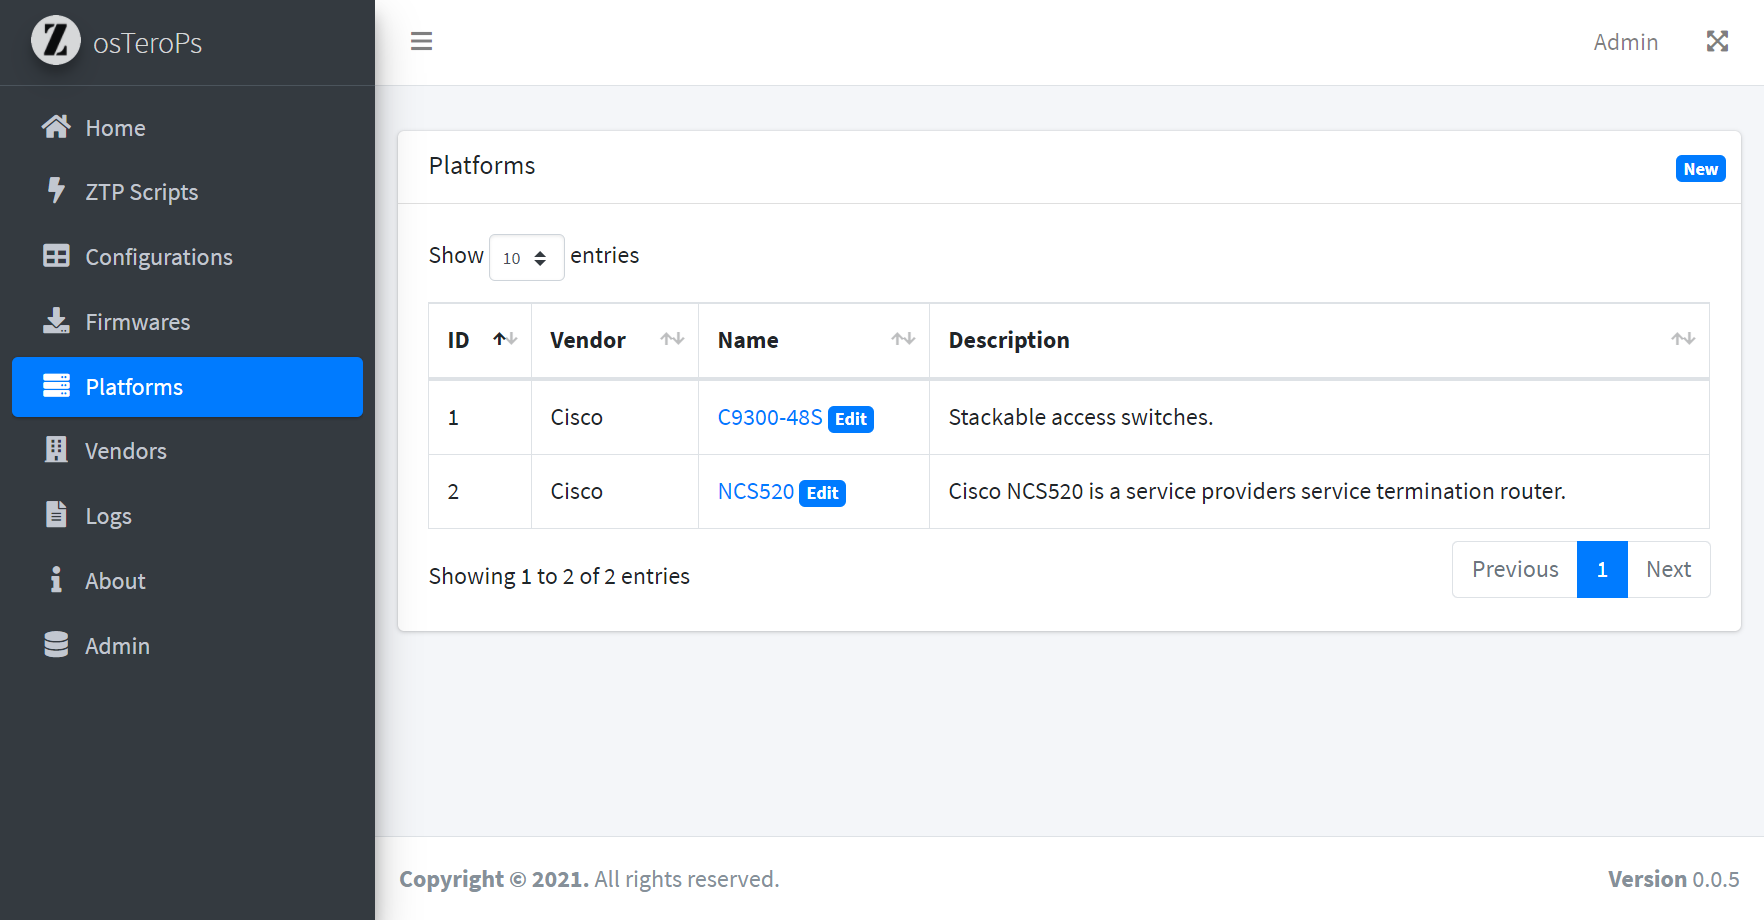 Z osTeroPs
Home
ZTP Scripts
Configurations
Firmwares
Platforms
Vendors
Logs
About
Admin
Admin
Platforms
New
Show 10 entries
ID Vendor Name Description
1 Cisco C9300-48S Edit Stackable access switches.
2 Cisco NCS520 Edit Cisco NCS520 is a service providers service termination router.
Showing 1 to 2 of 2 entries
Previous 1 Next
Copyright © 2021. All rights reserved.
Version 0.0.5